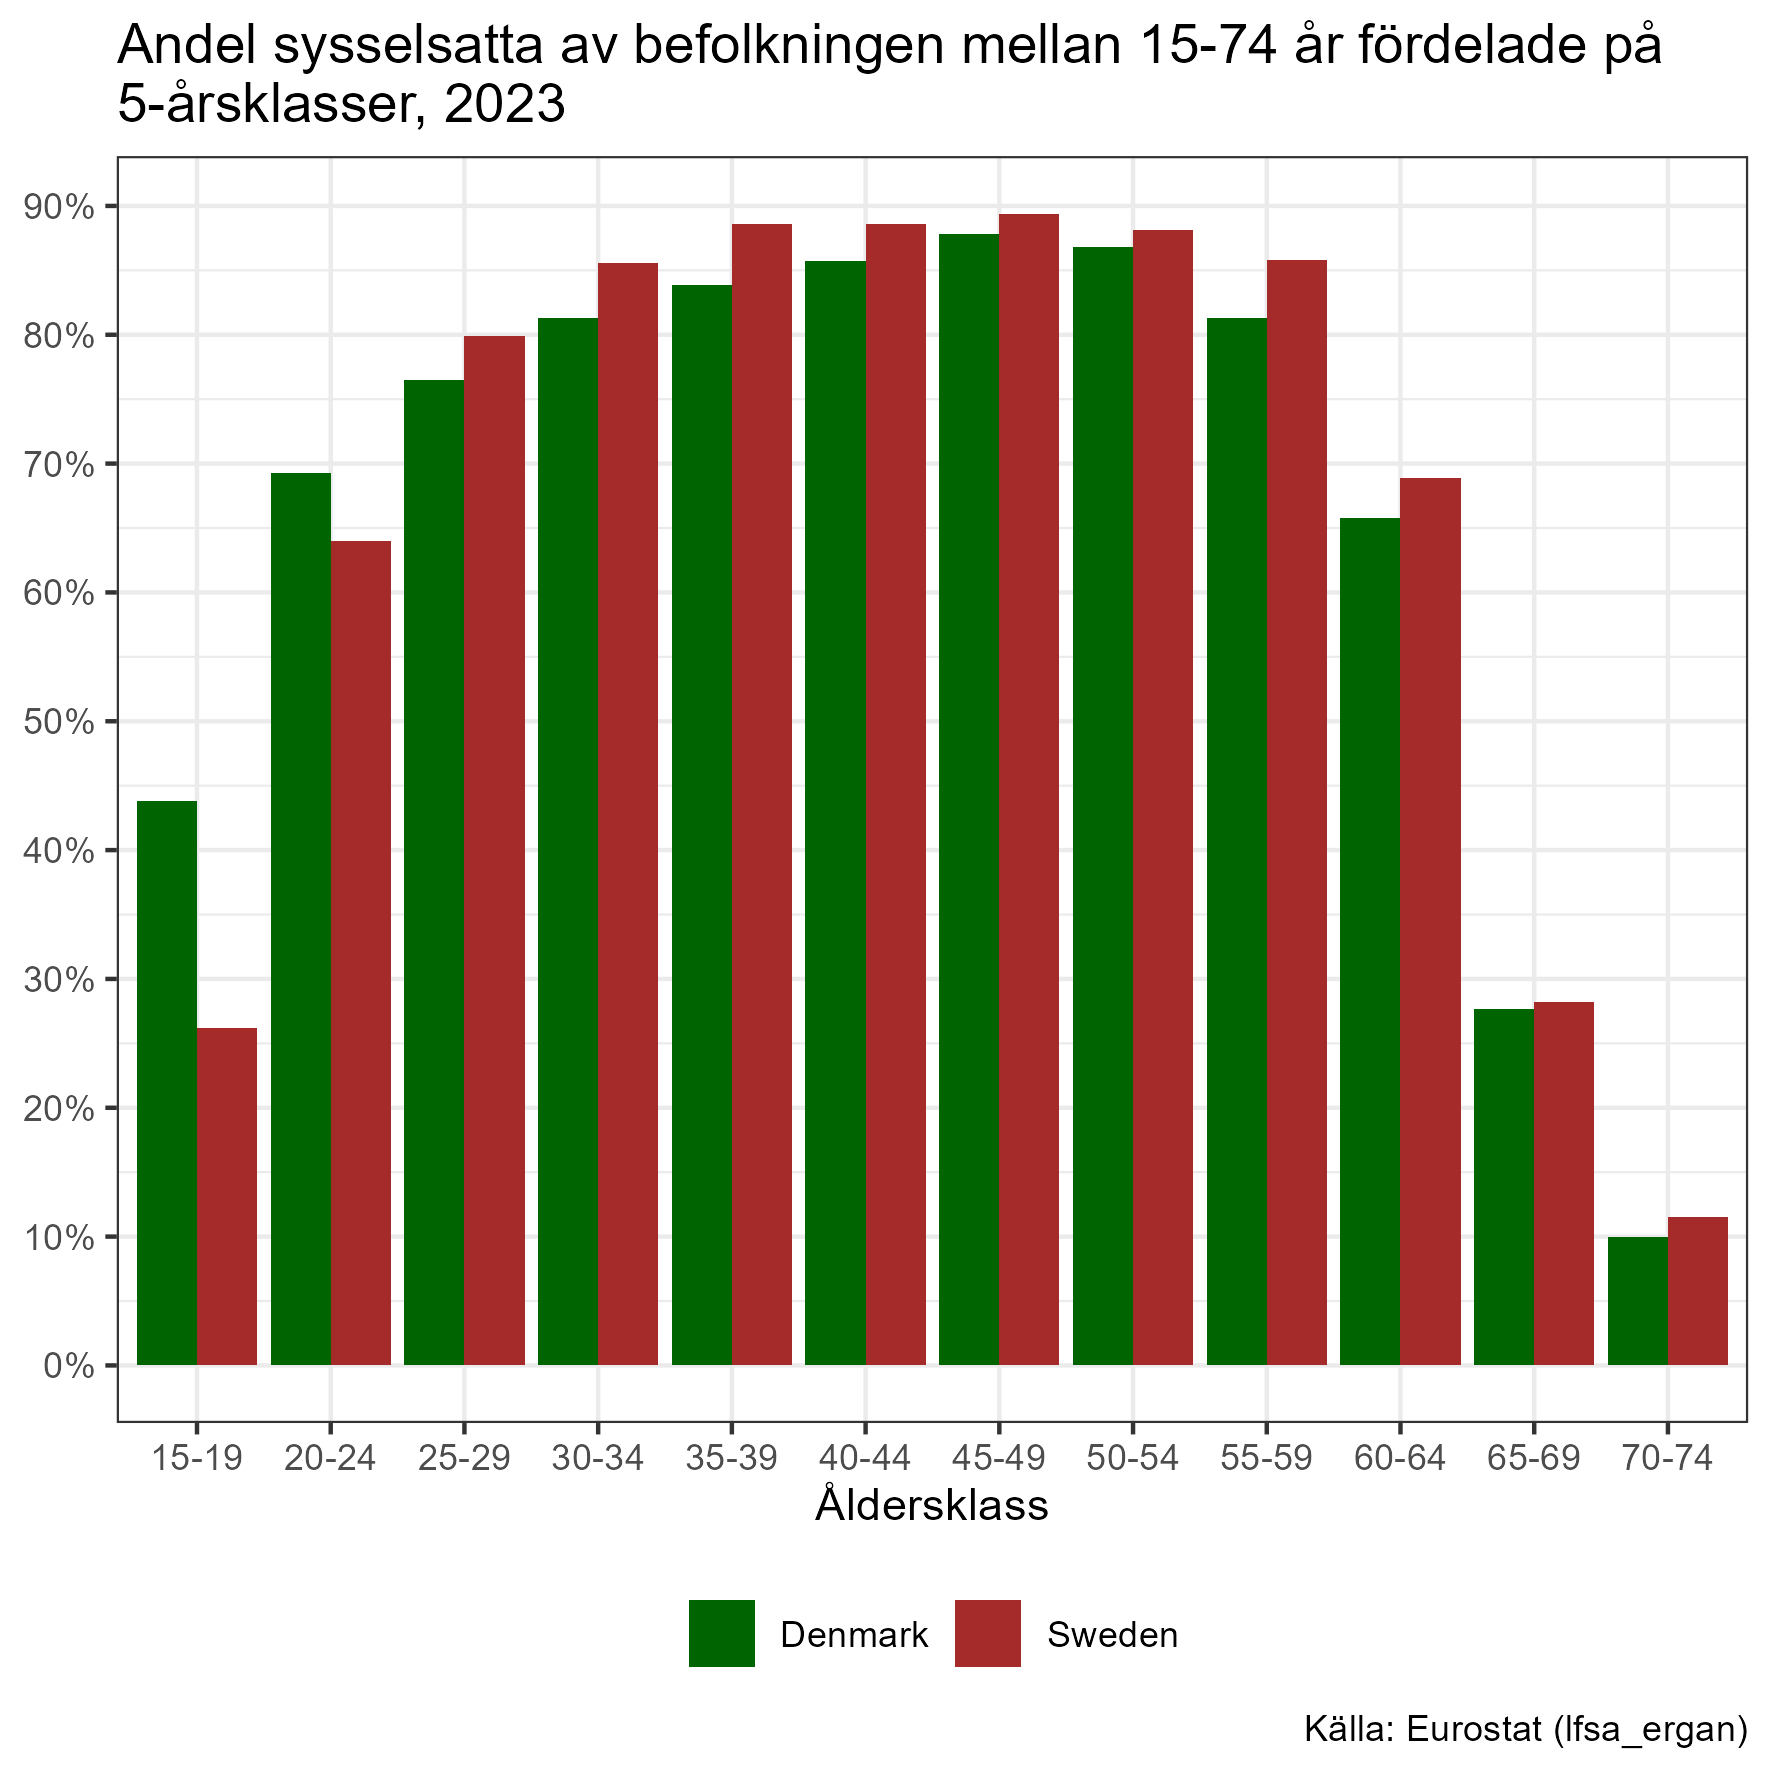 Andel sysselsatta av befolkningen mellan 15-74 år fördelade på
5-årsklasser, 2023
90%
80%
70%
60%
50%
40%
30%
20%
10%
0%
15-19 20-24 25-29 30-34 35-39 40-44 45-49 50-54 55-59 60-64 65-69 70-74
Åldersklass
Denmark Sweden
Källa: Eurostat (lfsa_ergan)